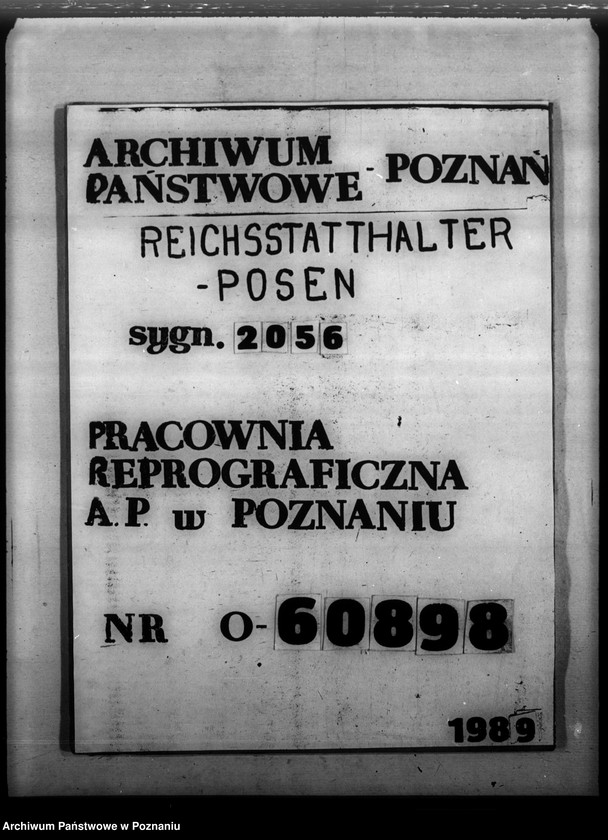 ARCHIWUM
PAŃSTWOWE - POZNAŃ
REICHSSTATTHALTER
-POSEN
sygn. 2056
PRACOWNIA
REPROGRAFICZNA
A.P. w POZNANIU
NR O-60898
1989
Archiwum Państwowe w Poznaniu